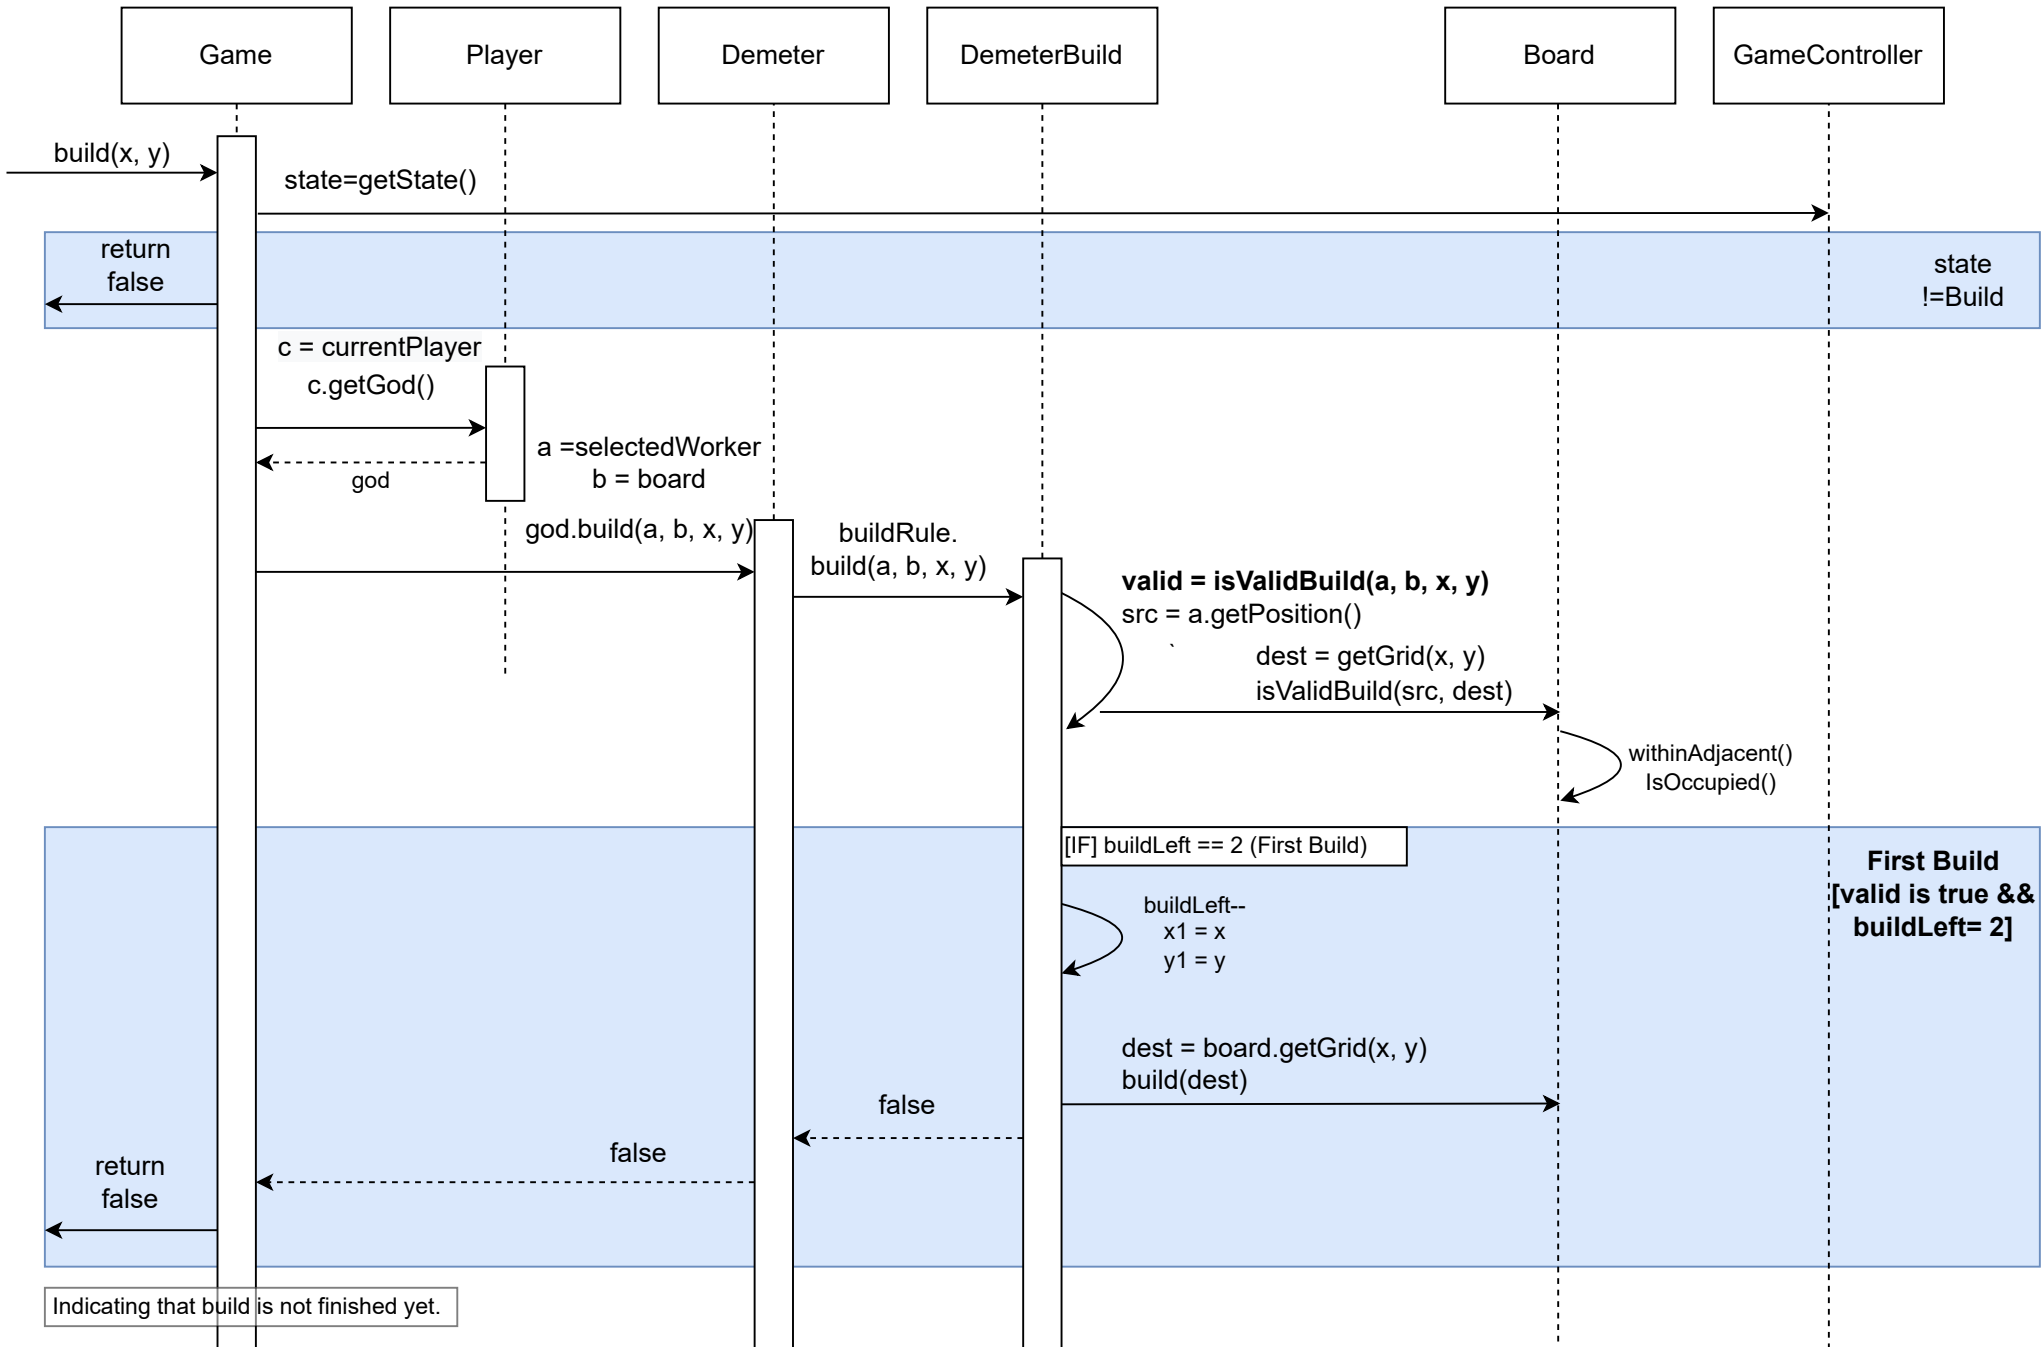 Game
Player
Demeter
DemeterBuild
Board
GameController
build(x, y)
state=getState()
return
false
state
!=Build
c = currentPlayer
c.getGod()
god
a =selectedWorker
b = board
god.build(a, b, x, y)
buildRule.
build(a, b, x, y)
valid = isValidBuild(a, b, x, y)
src = a.getPosition()
`
dest = getGrid(x, y)
isValidBuild(src, dest)
withinAdjacent()
IsOccupied()
[IF] buildLeft == 2 (First Build)
First Build
[valid is true &&
buildLeft= 2]
buildLeft--
x1 = x
y1 = y
dest = board.getGrid(x, y)
build(dest)
false
false
return
false
Indicating that build is not finished yet.